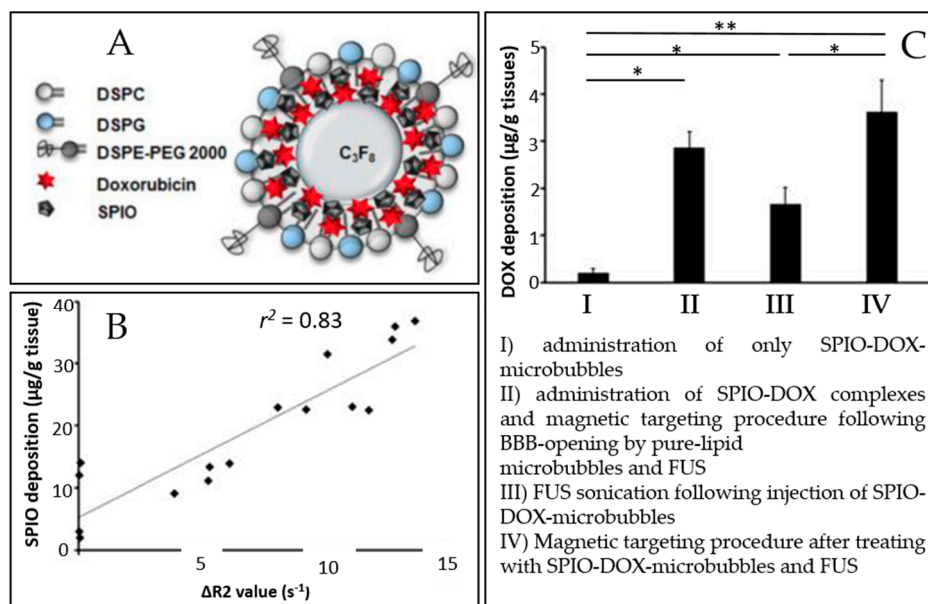 A
DSPC
DSPG
DSPE-PEG 2000
Doxorubicin
SPIO
C3F8
B
r² = 0.83
SPIO deposition (µg/g tissue)
40
30
20
10
0
5
10
15
ΔR2 value (s⁻¹)
C
**
*
*
*
DOX deposition (µg/g tissues)
5
4
3
2
1
0
I
II
III
IV
I) administration of only SPIO-DOX-
microbubbles
II) administration of SPIO-DOX complexes
and magnetic targeting procedure following
BBB-opening by pure-lipid
microbubbles and FUS
III) FUS sonication following injection of SPIO-
DOX-microbubbles
IV) Magnetic targeting procedure after treating
with SPIO-DOX-microbubbles and FUS